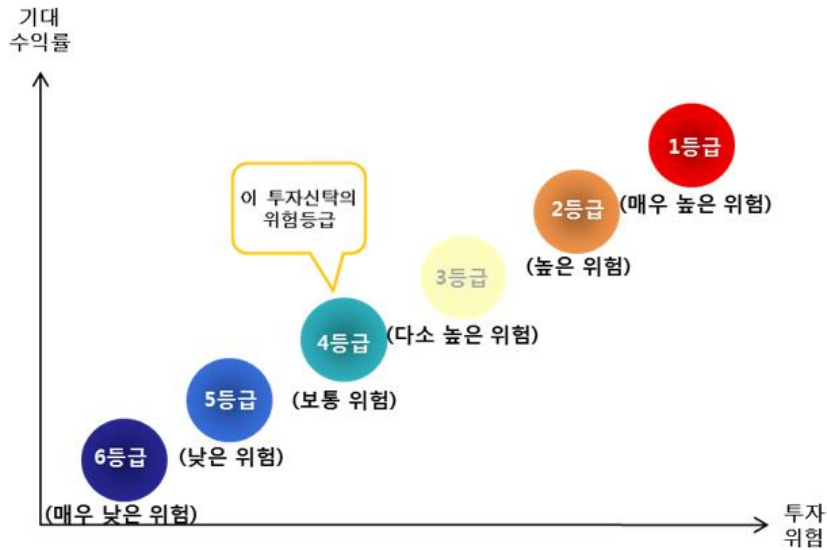 기대
수익률
1등급
(매우 높은 위험)
이 투자신탁의
위험등급
2등급
(높은 위험)
3등급
(다소 높은 위험)
4등급
(보통 위험)
5등급
(낮은 위험)
6등급
(매우 낮은 위험)
투자
위험